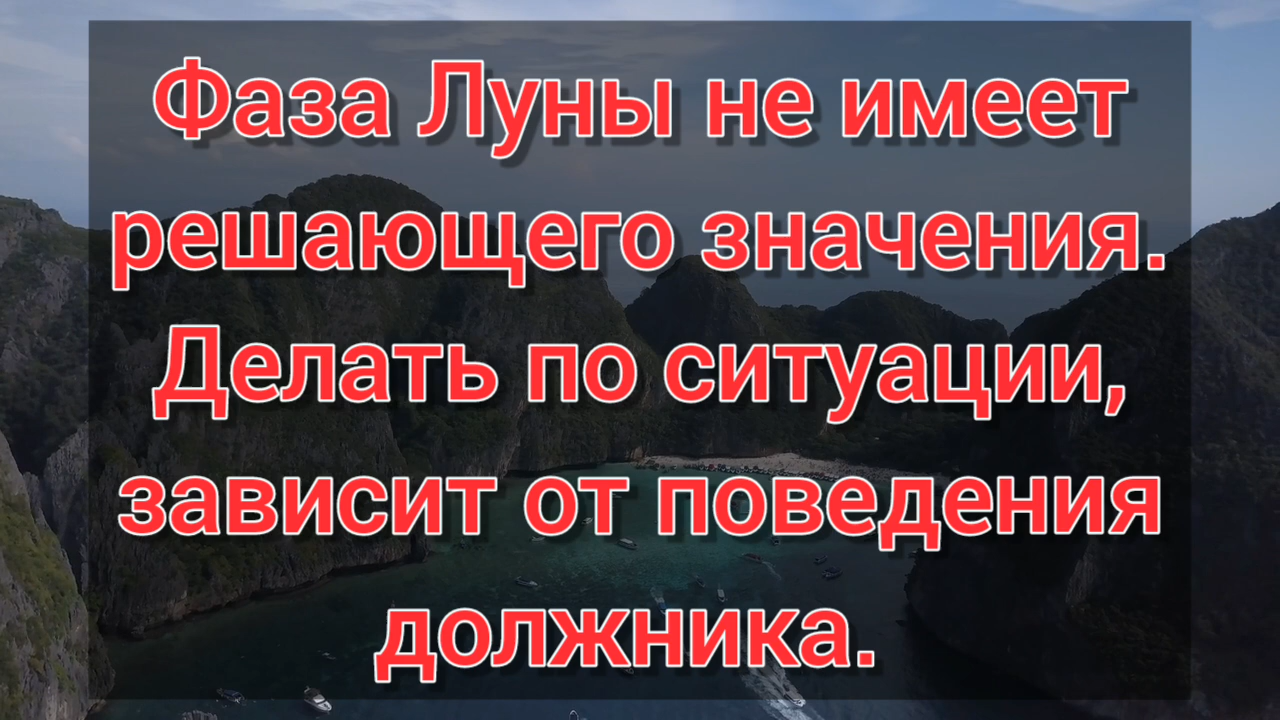 Фаза Луны не имеет
решающего значения.
Делать по ситуации,
зависит от поведения
должника.